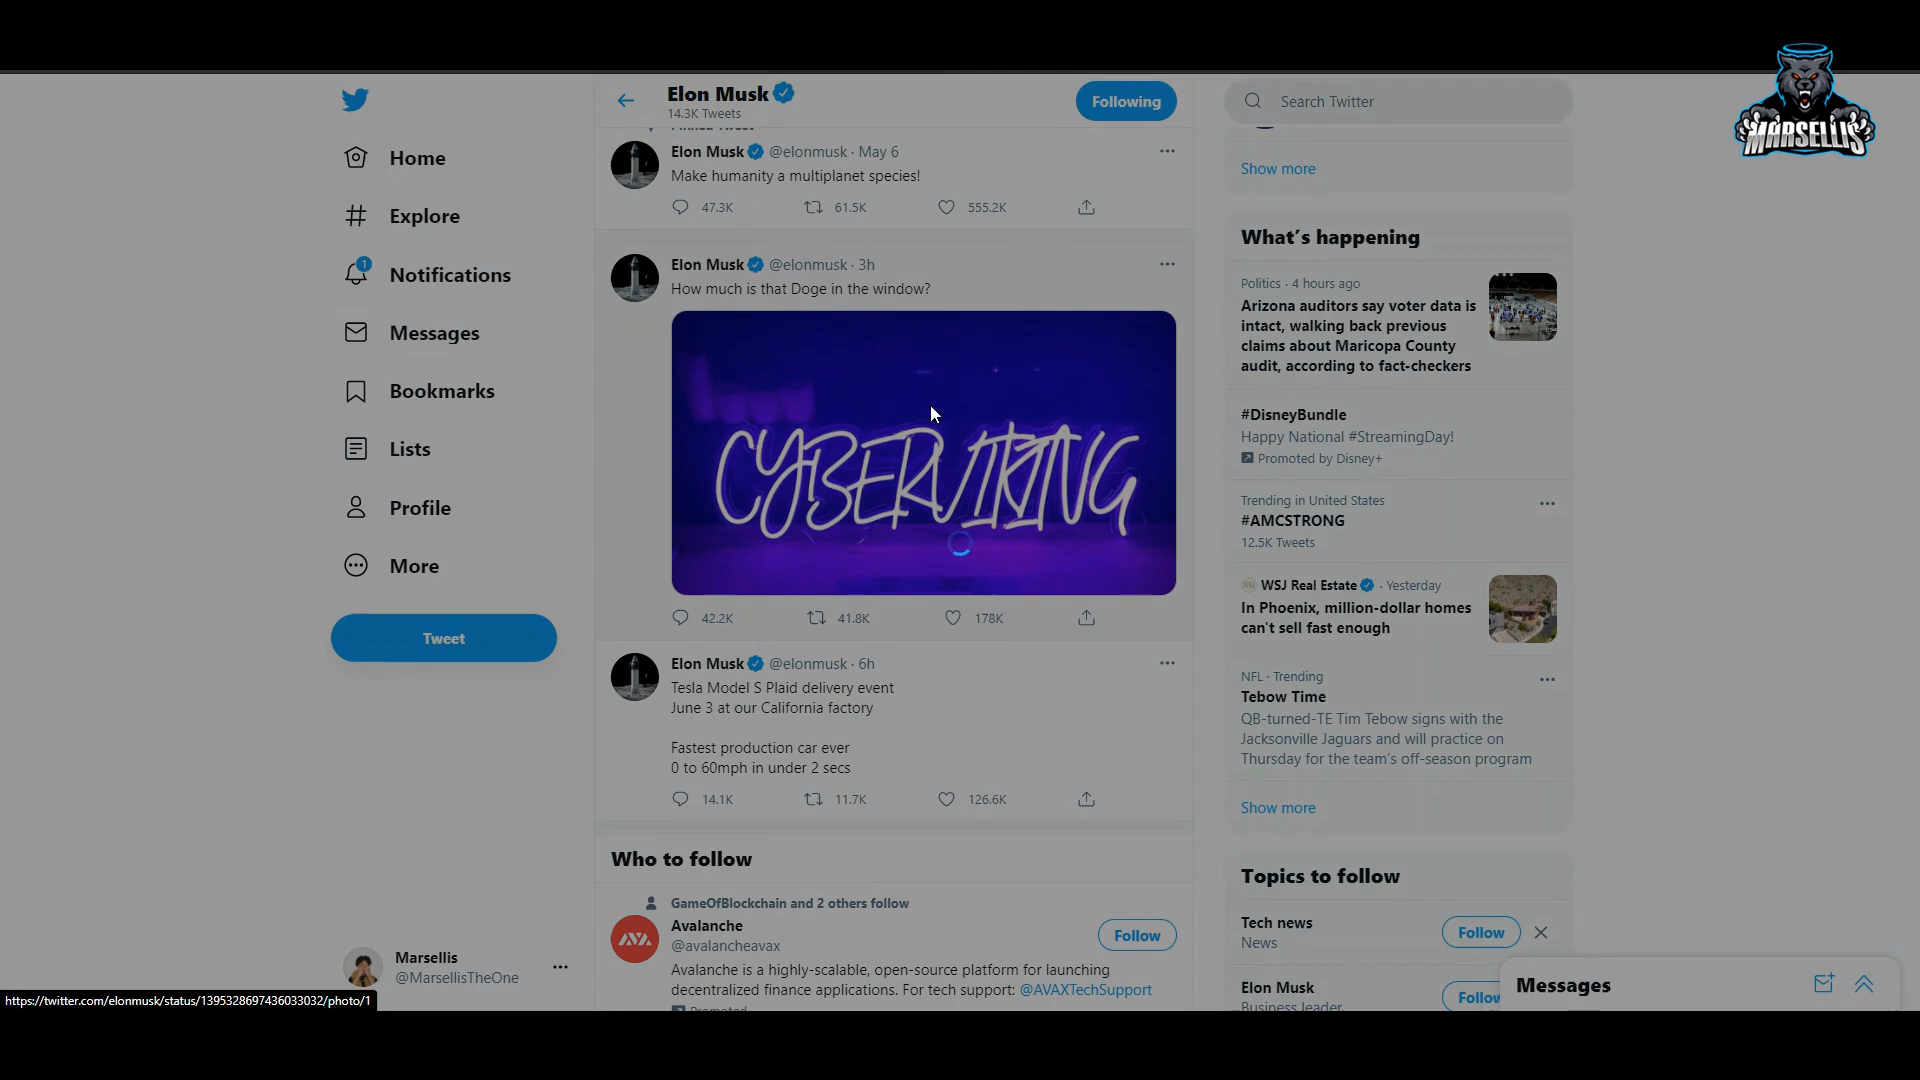 MARSELLIS
Home
Explore
1
Notifications
Messages
Bookmarks
Lists
Profile
More
Tweet
Marsellis
@MarsellisTheOne
https://twitter.com/elonmusk/status/1395328697436033032/photo/1
Elon Musk
14.3K Tweets
Following
Pinned Tweet
Elon Musk @elonmusk · May 6
Make humanity a multiplanet species!
47.3K 61.5K 555.2K
Elon Musk @elonmusk · 3h
How much is that Doge in the window?
CYBERVIKING
42.2K 41.8K 178K
Elon Musk @elonmusk · 6h
Tesla Model S Plaid delivery event
June 3 at our California factory
Fastest production car ever
0 to 60mph in under 2 secs
14.1K 11.7K 126.6K
Who to follow
GameOfBlockchain and 2 others follow
Avalanche
@avalancheavax
Follow
Avalanche is a highly-scalable, open-source platform for launching
decentralized finance applications. For tech support: @AVAXTechSupport
Promoted
Search Twitter
Show more
What's happening
Politics · 4 hours ago
Arizona auditors say voter data is
intact, walking back previous
claims about Maricopa County
audit, according to fact-checkers
#DisneyBundle
Happy National #StreamingDay!
Promoted by Disney+
Trending in United States
#AMCSTRONG
12.5K Tweets
WSJ Real Estate · Yesterday
In Phoenix, million-dollar homes
can't sell fast enough
NFL · Trending
Tebow Time
QB-turned-TE Tim Tebow signs with the
Jacksonville Jaguars and will practice on
Thursday for the team's off-season program
Show more
Topics to follow
Tech news
News
Follow
Elon Musk
Business leader
Follow
Messages